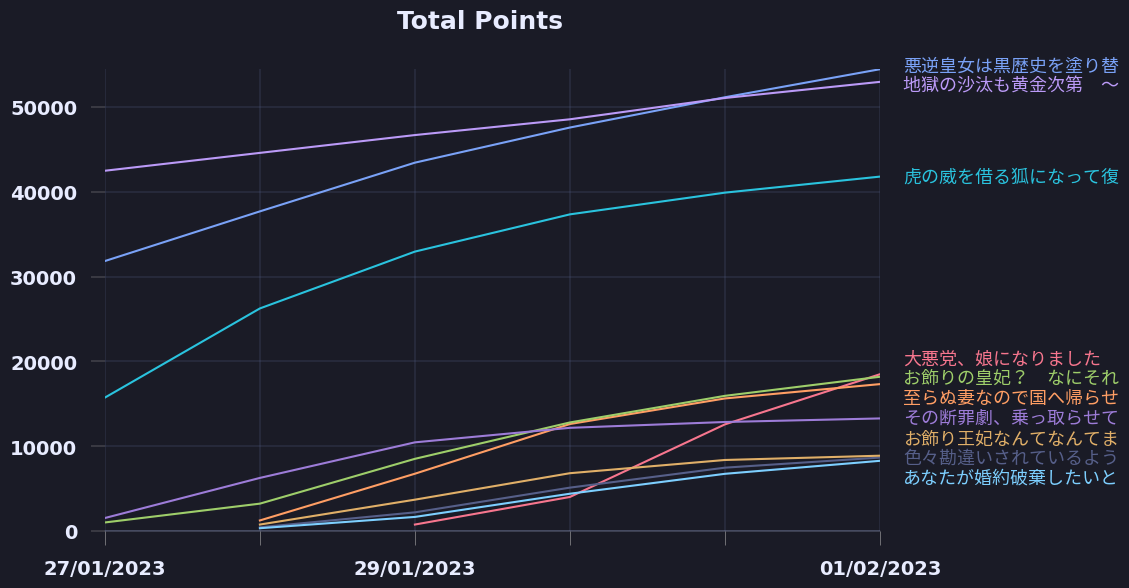 Total Points
悪逆皇女は黒歴史を塗り替
地獄の沙汰も黄金次第　～
50000
40000
虎の威を借る狐になって復
30000
20000
大悪党、娘になりました
お飾りの皇妃？　なにそれ
至らぬ妻なので国へ帰らせ
その断罪劇、乗っ取らせて
10000
お飾り王妃なんてなんてま
色々勘違いされているよう
あなたが婚約破棄したいと
0
27/01/2023
29/01/2023
01/02/2023